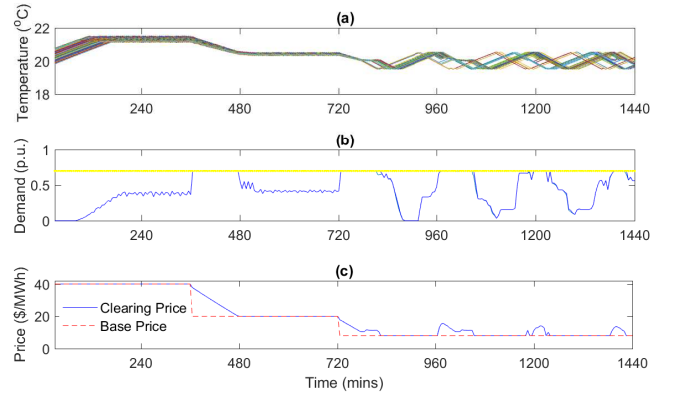 (a)
Temperature (°C)
22
20
18
240 480 720 960 1200 1440
(b)
Demand (p.u.)
1
0.5
0
240 480 720 960 1200 1440
(c)
Price ($/MWh)
40
20
0
Clearing Price
Base Price
240 480 720 960 1200 1440
Time (mins)